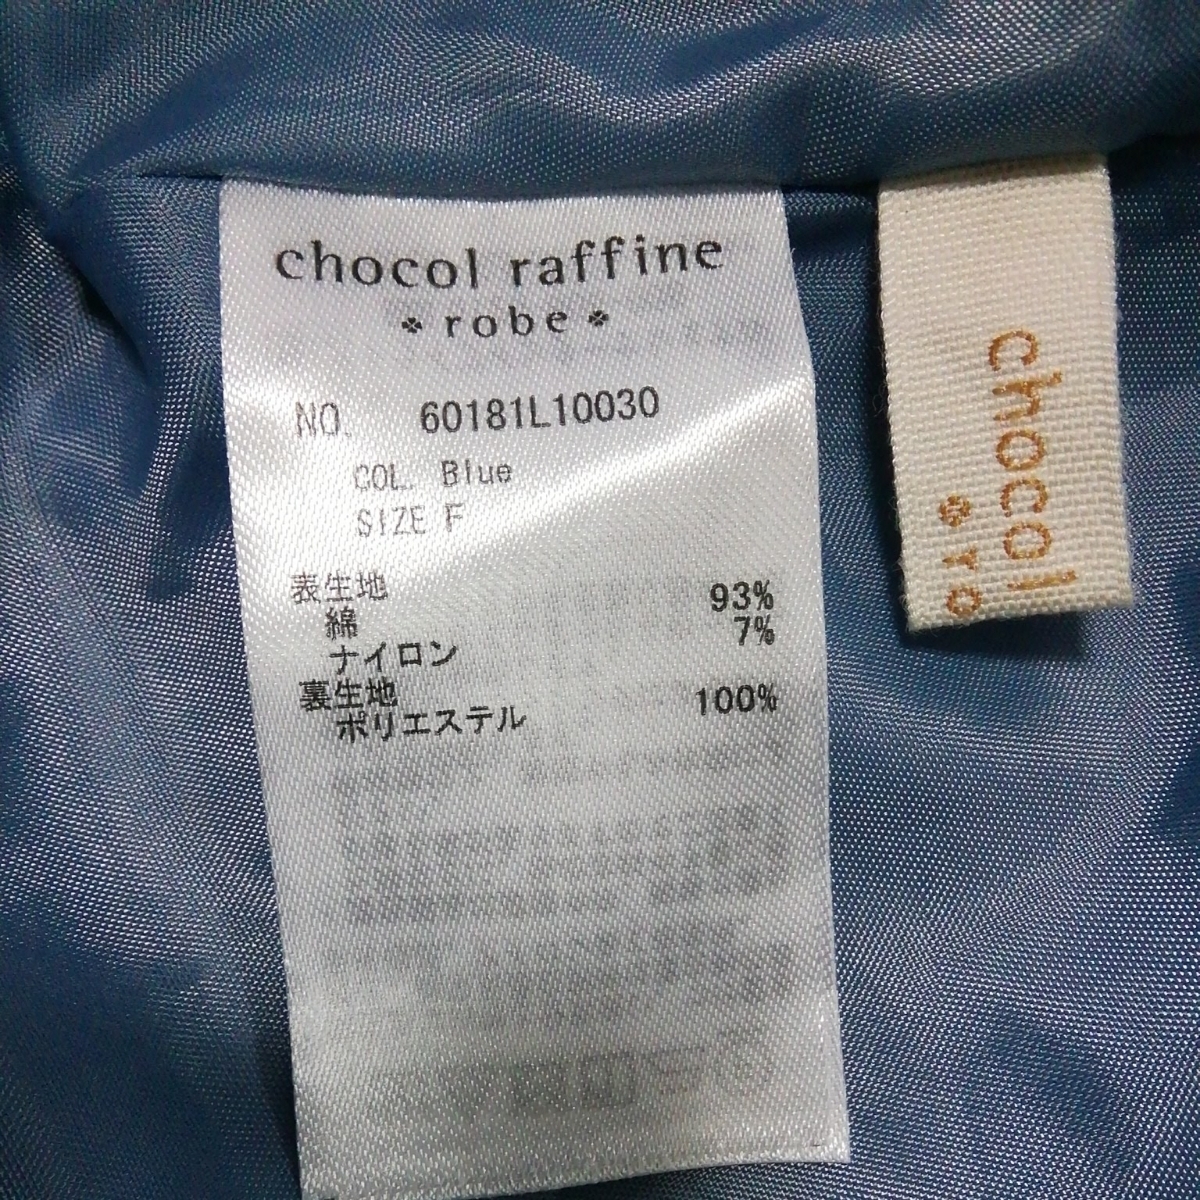 chocol raffine
robe
NO. 60181L10030
COL. Blue
SIZE F
表生地
綿 93%
ナイロン 7%
裏生地
ポリエステル 100%
chocol
ro